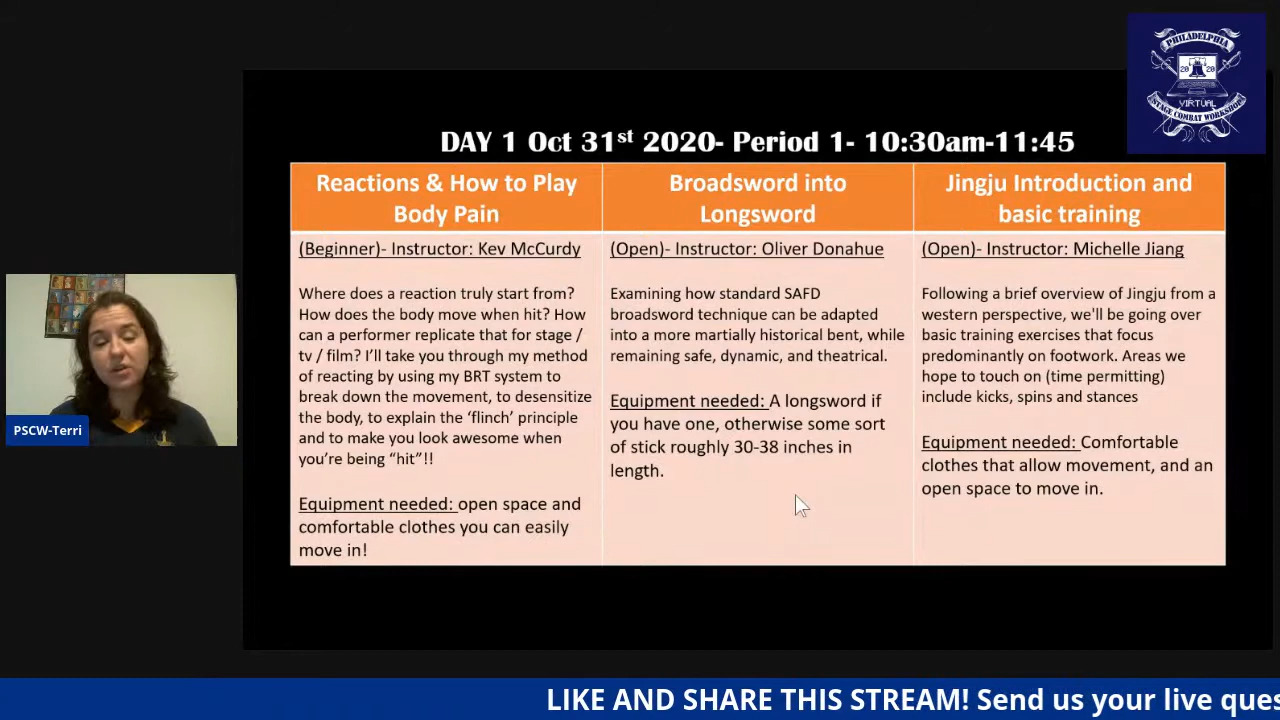 PHILADELPHIA
20 20
VIRTUAL
STAGE COMBAT WORKSHOP
DAY 1 Oct 31st 2020- Period 1- 10:30am-11:45
Reactions & How to Play
Body Pain
(Beginner)- Instructor: Kev McCurdy
Where does a reaction truly start from?
How does the body move when hit? How
can a performer replicate that for stage /
tv / film? I’ll take you through my method
of reacting by using my BRT system to
break down the movement, to desensitize
the body, to explain the ‘flinch’ principle
and to make you look awesome when
you’re being “hit”!!
Equipment needed: open space and
comfortable clothes you can easily
move in!
Broadsword into
Longsword
(Open)- Instructor: Oliver Donahue
Examining how standard SAFD
broadsword technique can be adapted
into a more martially historical bent, while
remaining safe, dynamic, and theatrical.
Equipment needed: A longsword if
you have one, otherwise some sort
of stick roughly 30-38 inches in
length.
Jingju Introduction and
basic training
(Open)- Instructor: Michelle Jiang
Following a brief overview of Jingju from a
western perspective, we'll be going over
basic training exercises that focus
predominantly on footwork. Areas we
hope to touch on (time permitting)
include kicks, spins and stances
Equipment needed: Comfortable
clothes that allow movement, and an
open space to move in.
PSCW-Terri
LIKE AND SHARE THIS STREAM! Send us your live ques